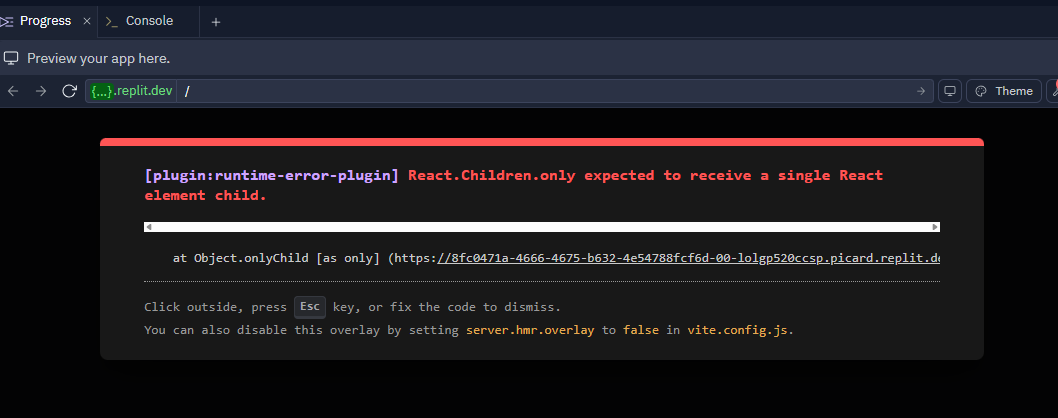 Progress × >_ Console +
Preview your app here.
{...}.replit.dev / Theme
[plugin:runtime-error-plugin] React.Children.only expected to receive a single React
element child.
at Object.onlyChild [as only] (https://8fc0471a-4666-4675-b632-4e54788fcf6d-00-lolgp520ccsp.picard.replit.de
Click outside, press Esc key, or fix the code to dismiss.
You can also disable this overlay by setting server.hmr.overlay to false in vite.config.js.